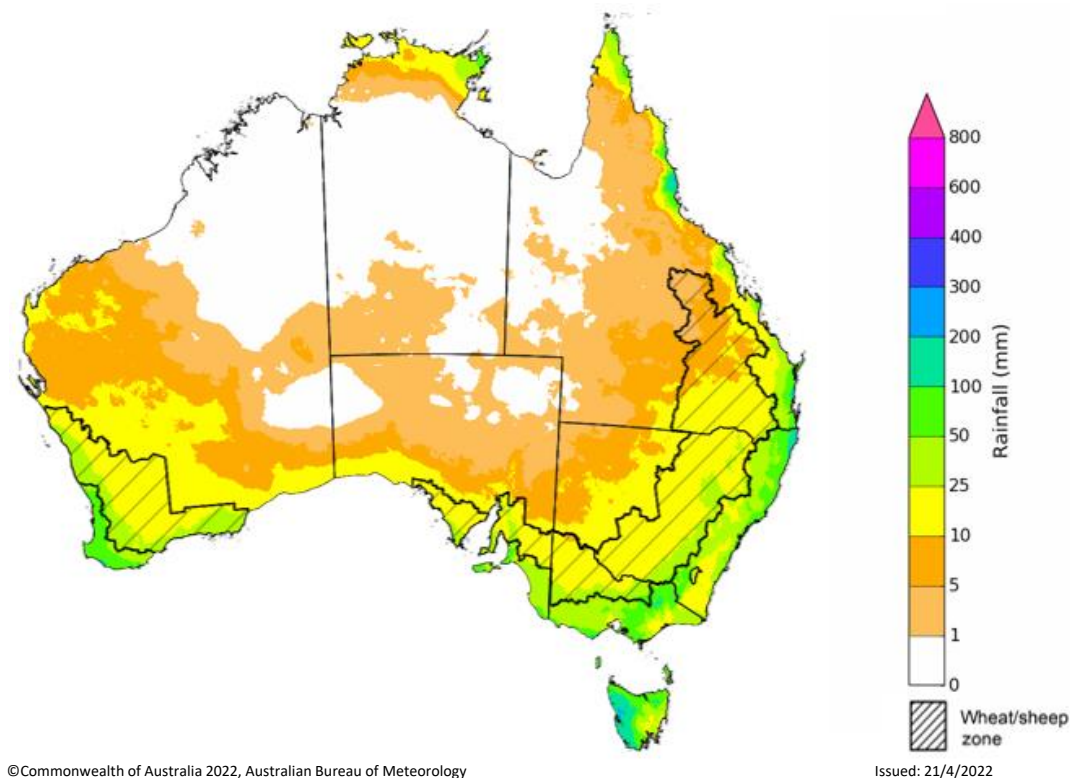 800
600
400
300
200
100
50
25
10
5
1
0
Rainfall (mm)
Wheat/sheep
zone
©Commonwealth of Australia 2022, Australian Bureau of Meteorology
Issued: 21/4/2022